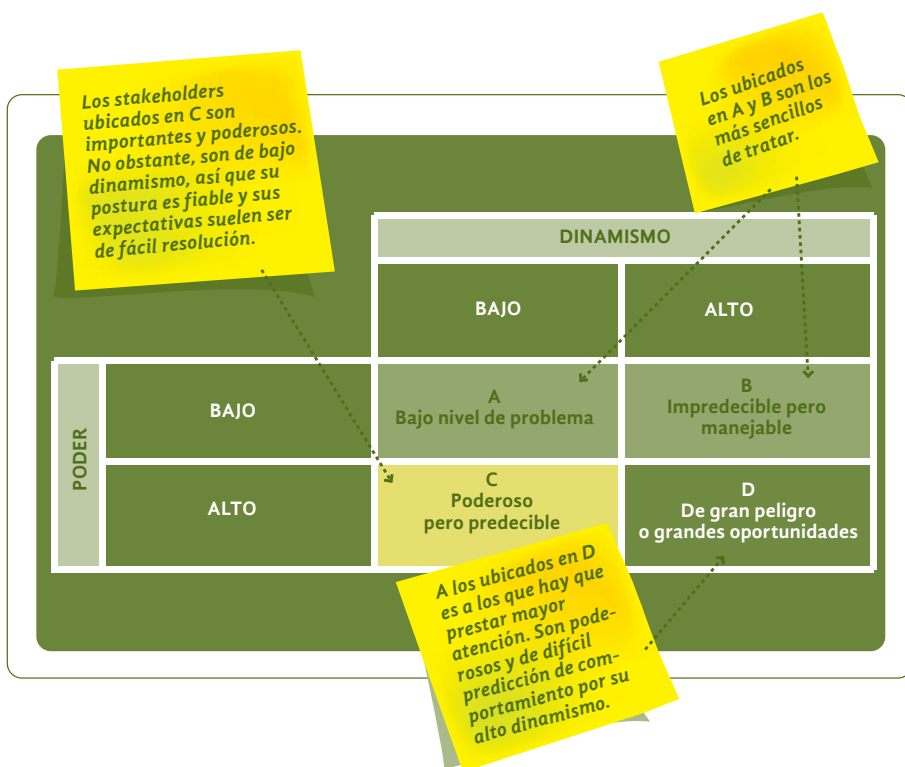 Los stakeholders
ubicados en C son
importantes y poderosos.
No obstante, son de bajo
dinamismo, así que su
postura es fiable y sus
expectativas suelen ser
de fácil resolución.
Los ubicados
en A y B son los
más sencillos
de tratar.
DINAMISMO
BAJO
ALTO
PODER
BAJO
A
Bajo nivel de problema
B
Impredecible pero
manejable
ALTO
C
Poderoso
pero predecible
D
De gran peligro
o grandes oportunidades
A los ubicados en D
es a los que hay que
prestar mayor
atención. Son pode-
rosos y de difícil
predicción de com-
portamiento por su
alto dinamismo.